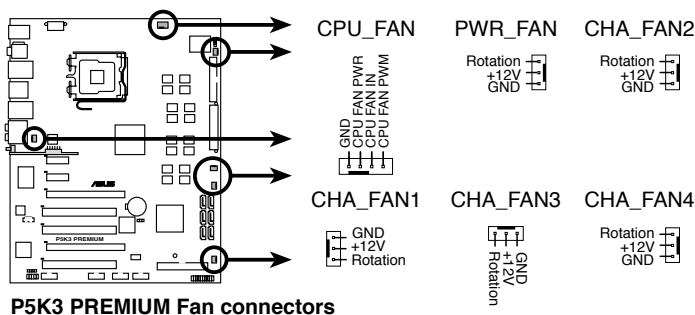 CPU_FAN
GND
CPU FAN PWR
CPU FAN IN
CPU FAN PWM
PWR_FAN
Rotation
+12V
GND
CHA_FAN2
Rotation
+12V
GND
CHA_FAN1
GND
+12V
Rotation
CHA_FAN3
Rotation
+12V
GND
CHA_FAN4
Rotation
+12V
GND
ASUS
P5K3 PREMIUM
P5K3 PREMIUM Fan connectors